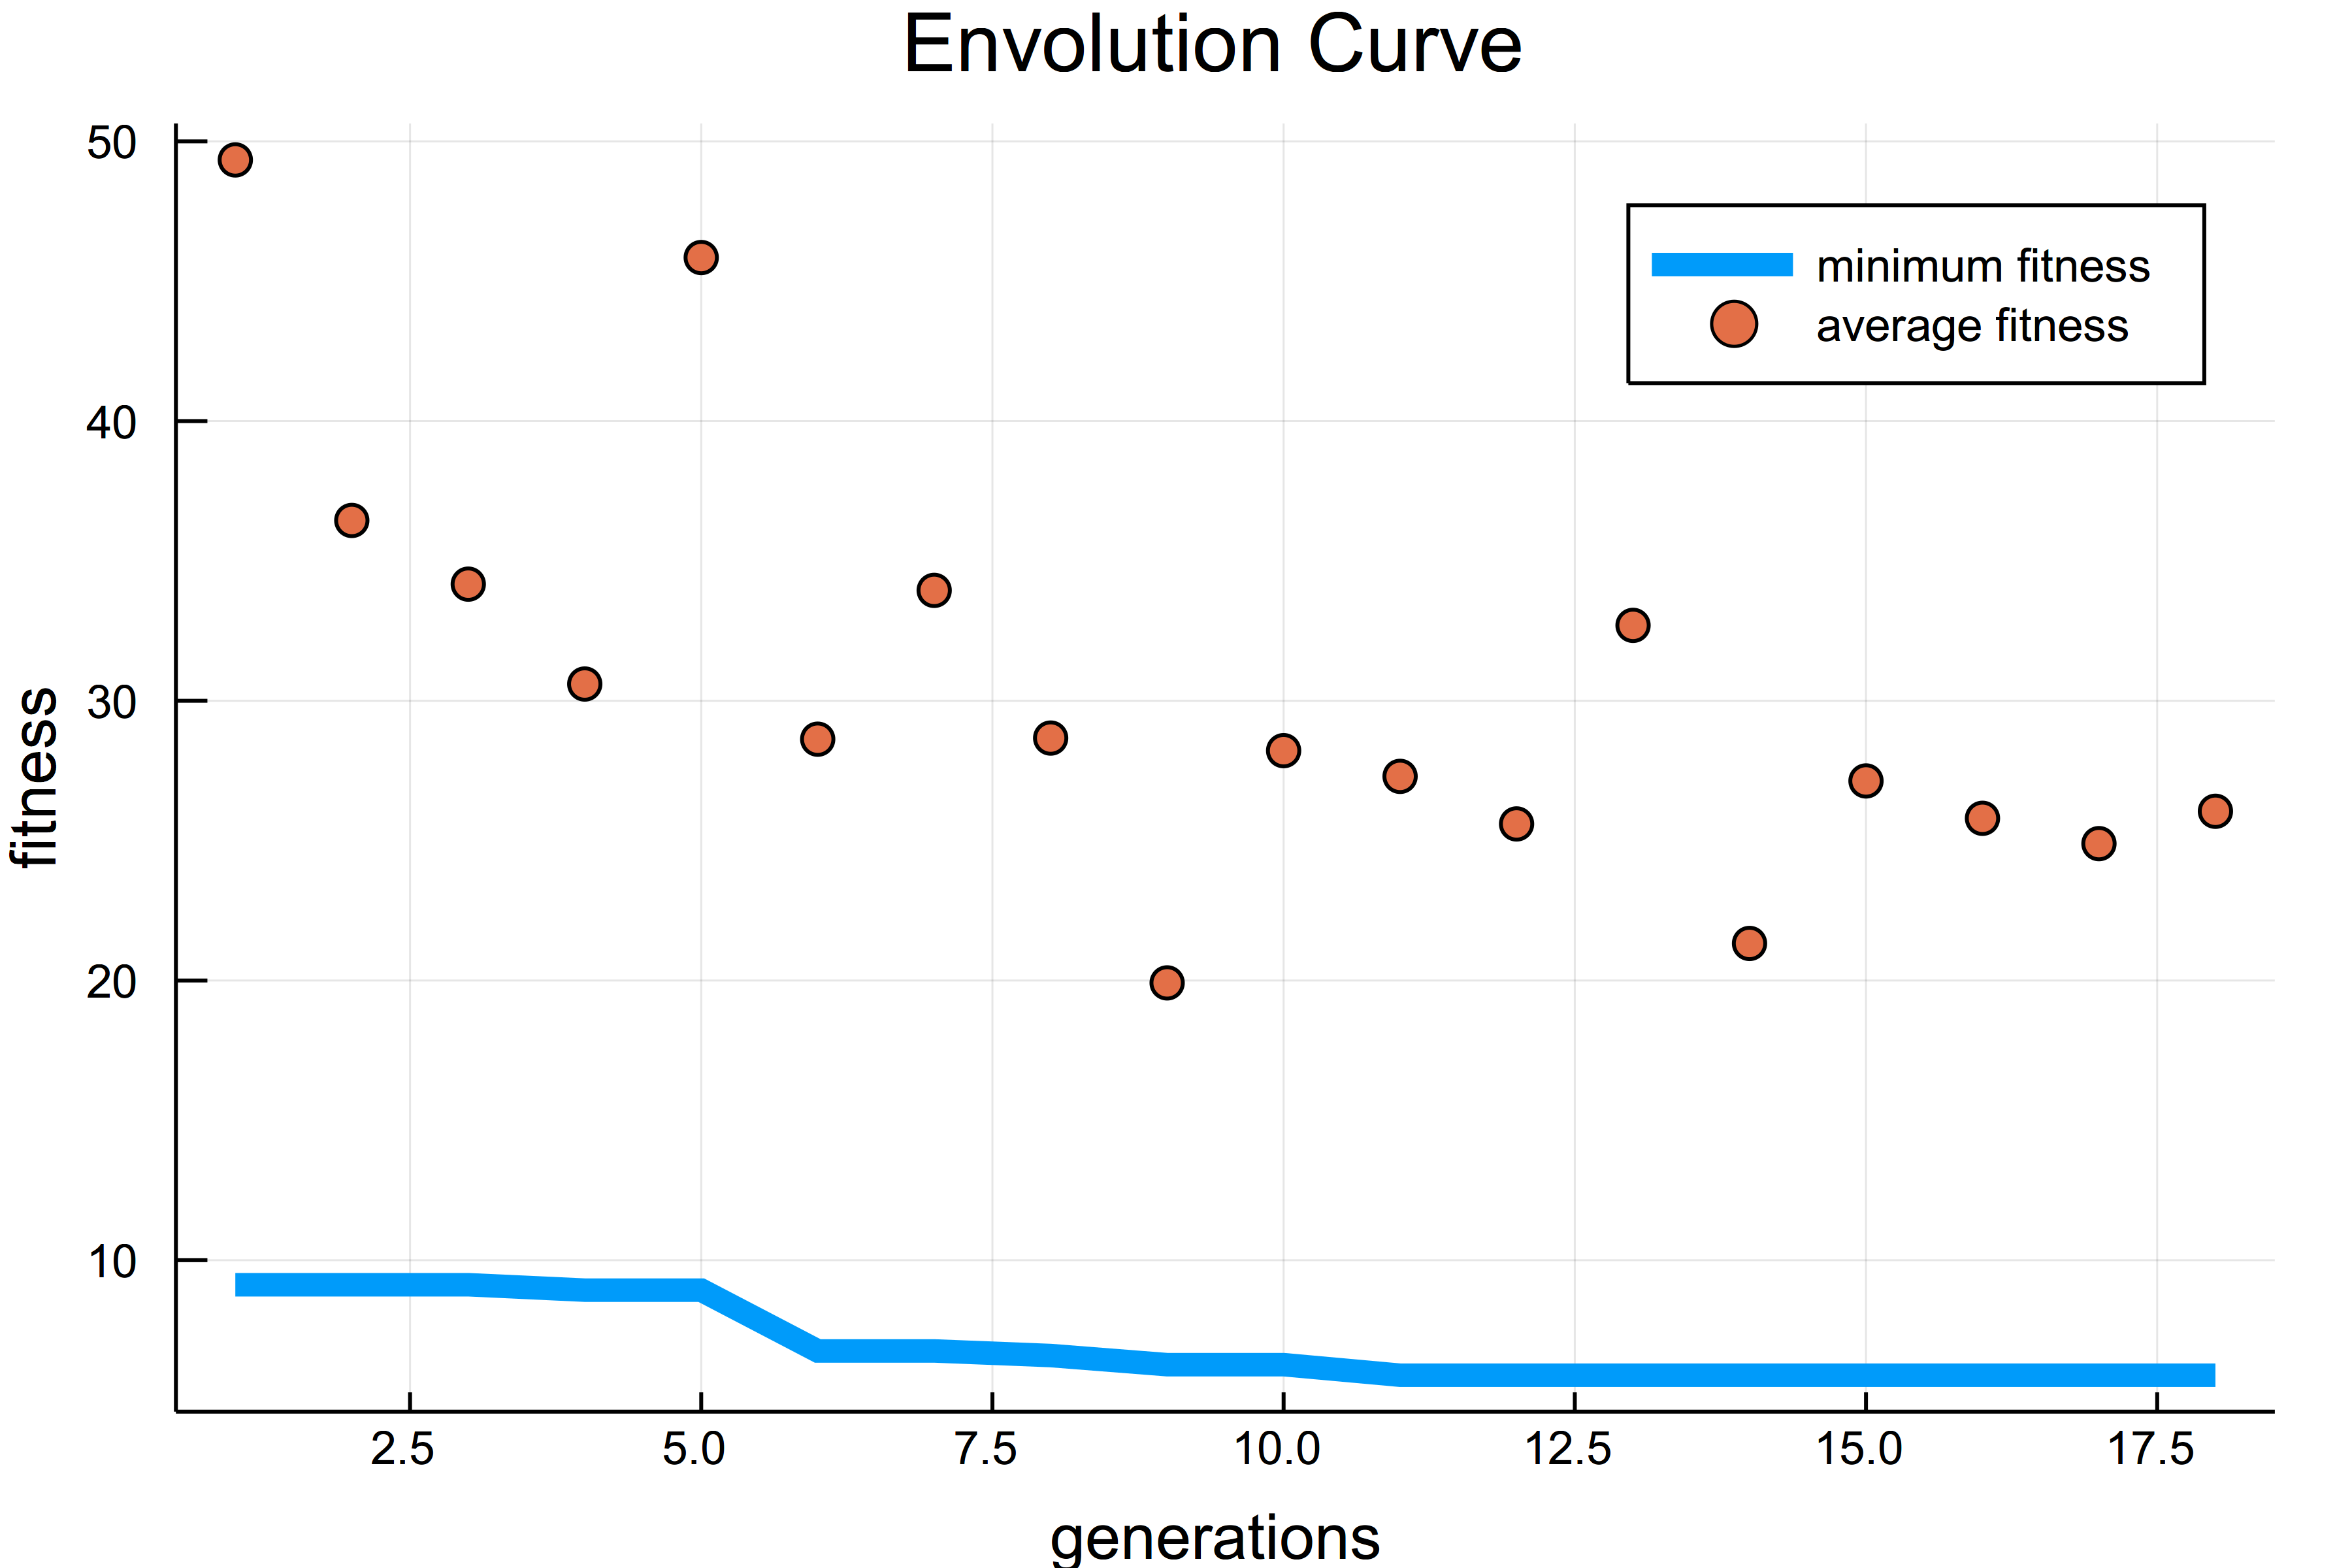 Envolution Curve
50
40
30
20
10
fitness
minimum fitness
average fitness
2.5 5.0 7.5 10.0 12.5 15.0 17.5
generations